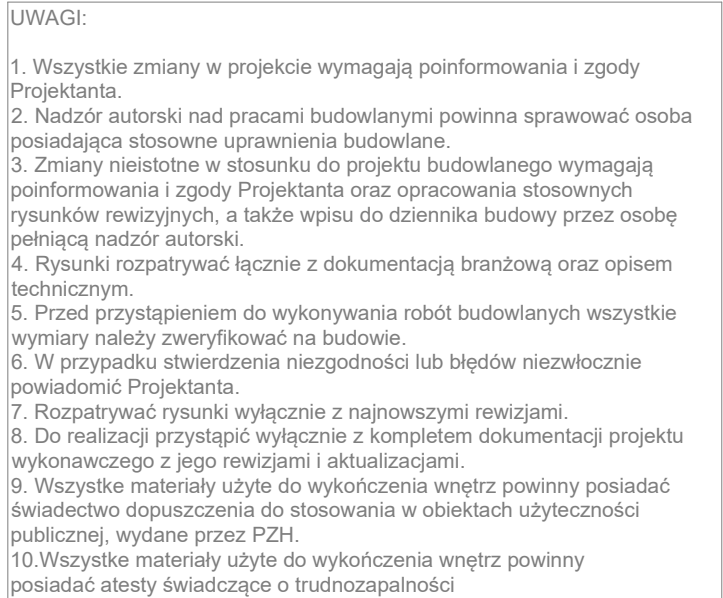 UWAGI:
1. Wszystkie zmiany w projekcie wymagają poinformowania i zgody
Projektanta.
2. Nadzór autorski nad pracami budowlanymi powinna sprawować osoba
posiadająca stosowne uprawnienia budowlane.
3. Zmiany nieistotne w stosunku do projektu budowlanego wymagają
poinformowania i zgody Projektanta oraz opracowania stosownych
rysunków rewizyjnych, a także wpisu do dziennika budowy przez osobę
pełniącą nadzór autorski.
4. Rysunki rozpatrywać łącznie z dokumentacją branżową oraz opisem
technicznym.
5. Przed przystąpieniem do wykonywania robót budowlanych wszystkie
wymiary należy zweryfikować na budowie.
6. W przypadku stwierdzenia niezgodności lub błędów niezwłocznie
powiadomić Projektanta.
7. Rozpatrywać rysunki wyłącznie z najnowszymi rewizjami.
8. Do realizacji przystąpić wyłącznie z kompletem dokumentacji projektu
wykonawczego z jego rewizjami i aktualizacjami.
9. Wszystke materiały użyte do wykończenia wnętrz powinny posiadać
świadectwo dopuszczenia do stosowania w obiektach użyteczności
publicznej, wydane przez PZH.
10.Wszystke materiały użyte do wykończenia wnętrz powinny
posiadać atesty świadczące o trudnozapalności